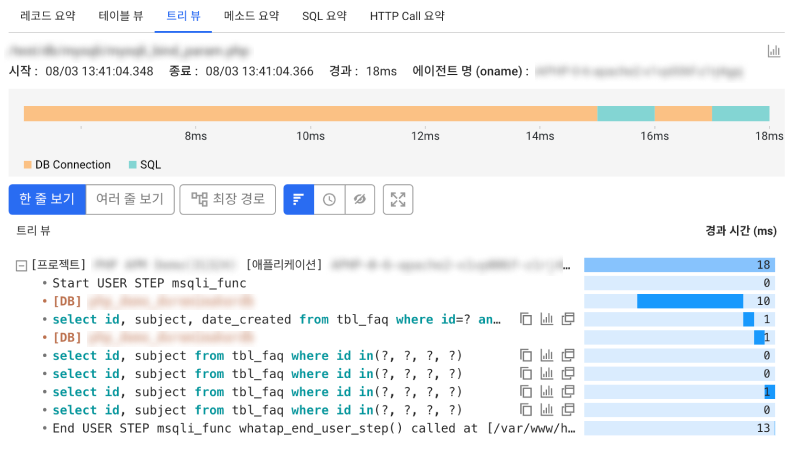 레코드 요약 테이블 뷰 트리 뷰 메소드 요약 SQL 요약 HTTP Call 요약
시작 : 08/03 13:41:04.348 종료 : 08/03 13:41:04.366 경과 : 18ms 에이전트 명 (oname) :
8ms 10ms 12ms 14ms 16ms 18ms
DB Connection SQL
한 줄 보기 여러 줄 보기 최장 경로
트리 뷰 경과 시간 (ms)
[프로젝트] [애플리케이션] … 18
Start USER STEP msqli_func 0
[DB] 10
select id, subject, date_created from tbl_faq where id=? an… 1
[DB] 1
select id, subject from tbl_faq where id in(?, ?, ?, ?) 0
select id, subject from tbl_faq where id in(?, ?, ?, ?) 0
select id, subject from tbl_faq where id in(?, ?, ?, ?) 1
select id, subject from tbl_faq where id in(?, ?, ?, ?) 0
End USER STEP msqli_func whatap_end_user_step() called at [/var/www/h… 13